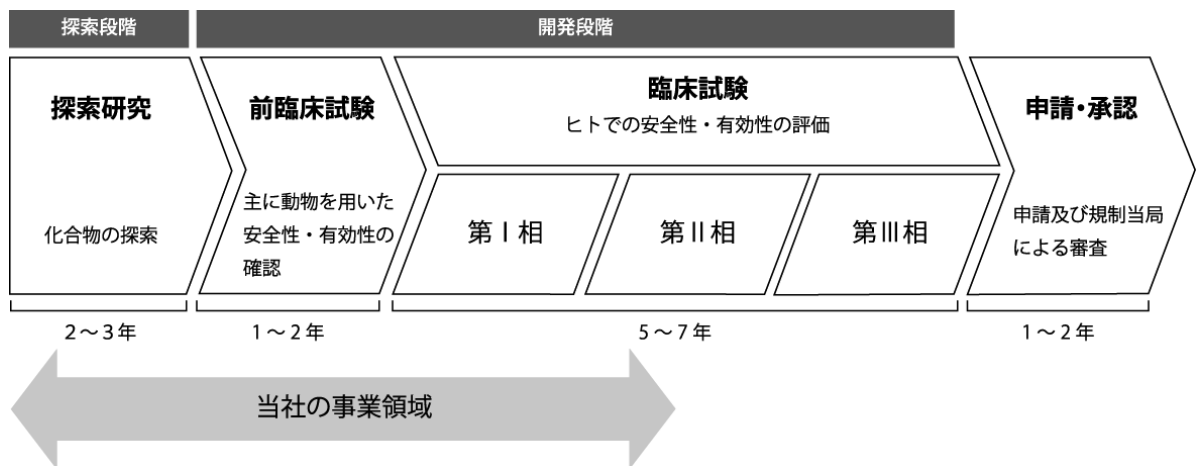 探索段階
開発段階
探索研究
化合物の探索
前臨床試験
主に動物を用いた
安全性・有効性の
確認
臨床試験
ヒトでの安全性・有効性の評価
第Ⅰ相
第Ⅱ相
第Ⅲ相
申請・承認
申請及び規制当局
による審査
2～3年
1～2年
5～7年
1～2年
当社の事業領域